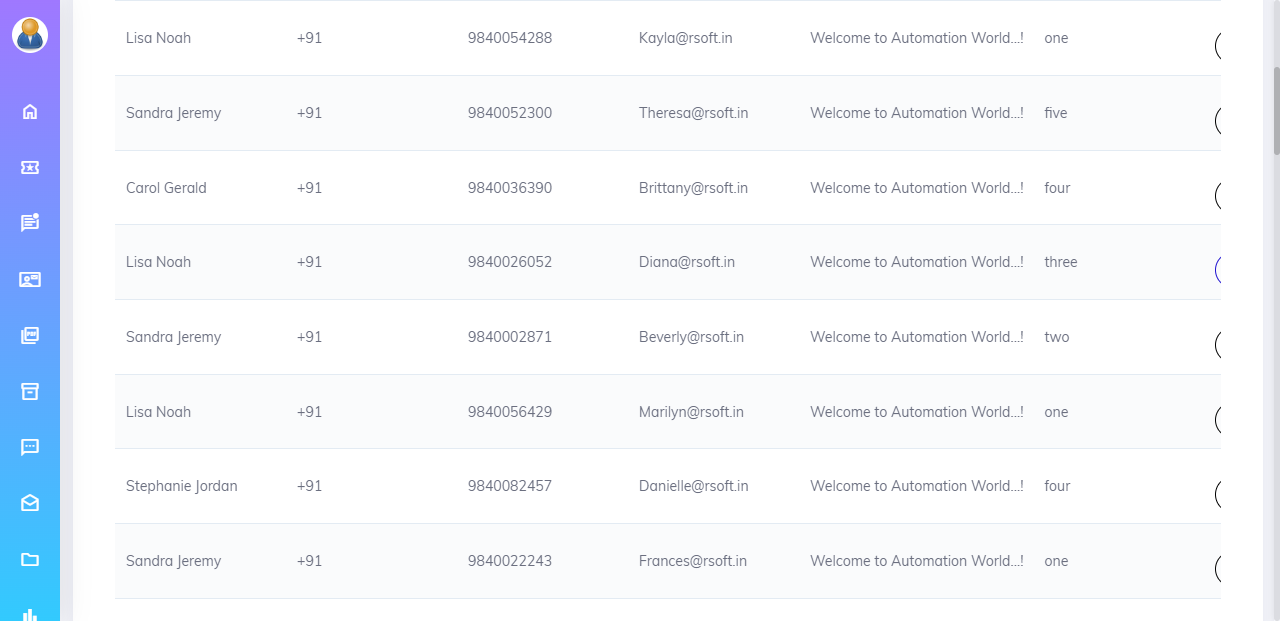 Lisa Noah +91 9840054288 Kayla@rsoft.in Welcome to Automation World...! one
Sandra Jeremy +91 9840052300 Theresa@rsoft.in Welcome to Automation World...! five
Carol Gerald +91 9840036390 Brittany@rsoft.in Welcome to Automation World...! four
Lisa Noah +91 9840026052 Diana@rsoft.in Welcome to Automation World...! three
Sandra Jeremy +91 9840002871 Beverly@rsoft.in Welcome to Automation World...! two
Lisa Noah +91 9840056429 Marilyn@rsoft.in Welcome to Automation World...! one
Stephanie Jordan +91 9840082457 Danielle@rsoft.in Welcome to Automation World...! four
Sandra Jeremy +91 9840022243 Frances@rsoft.in Welcome to Automation World...! one